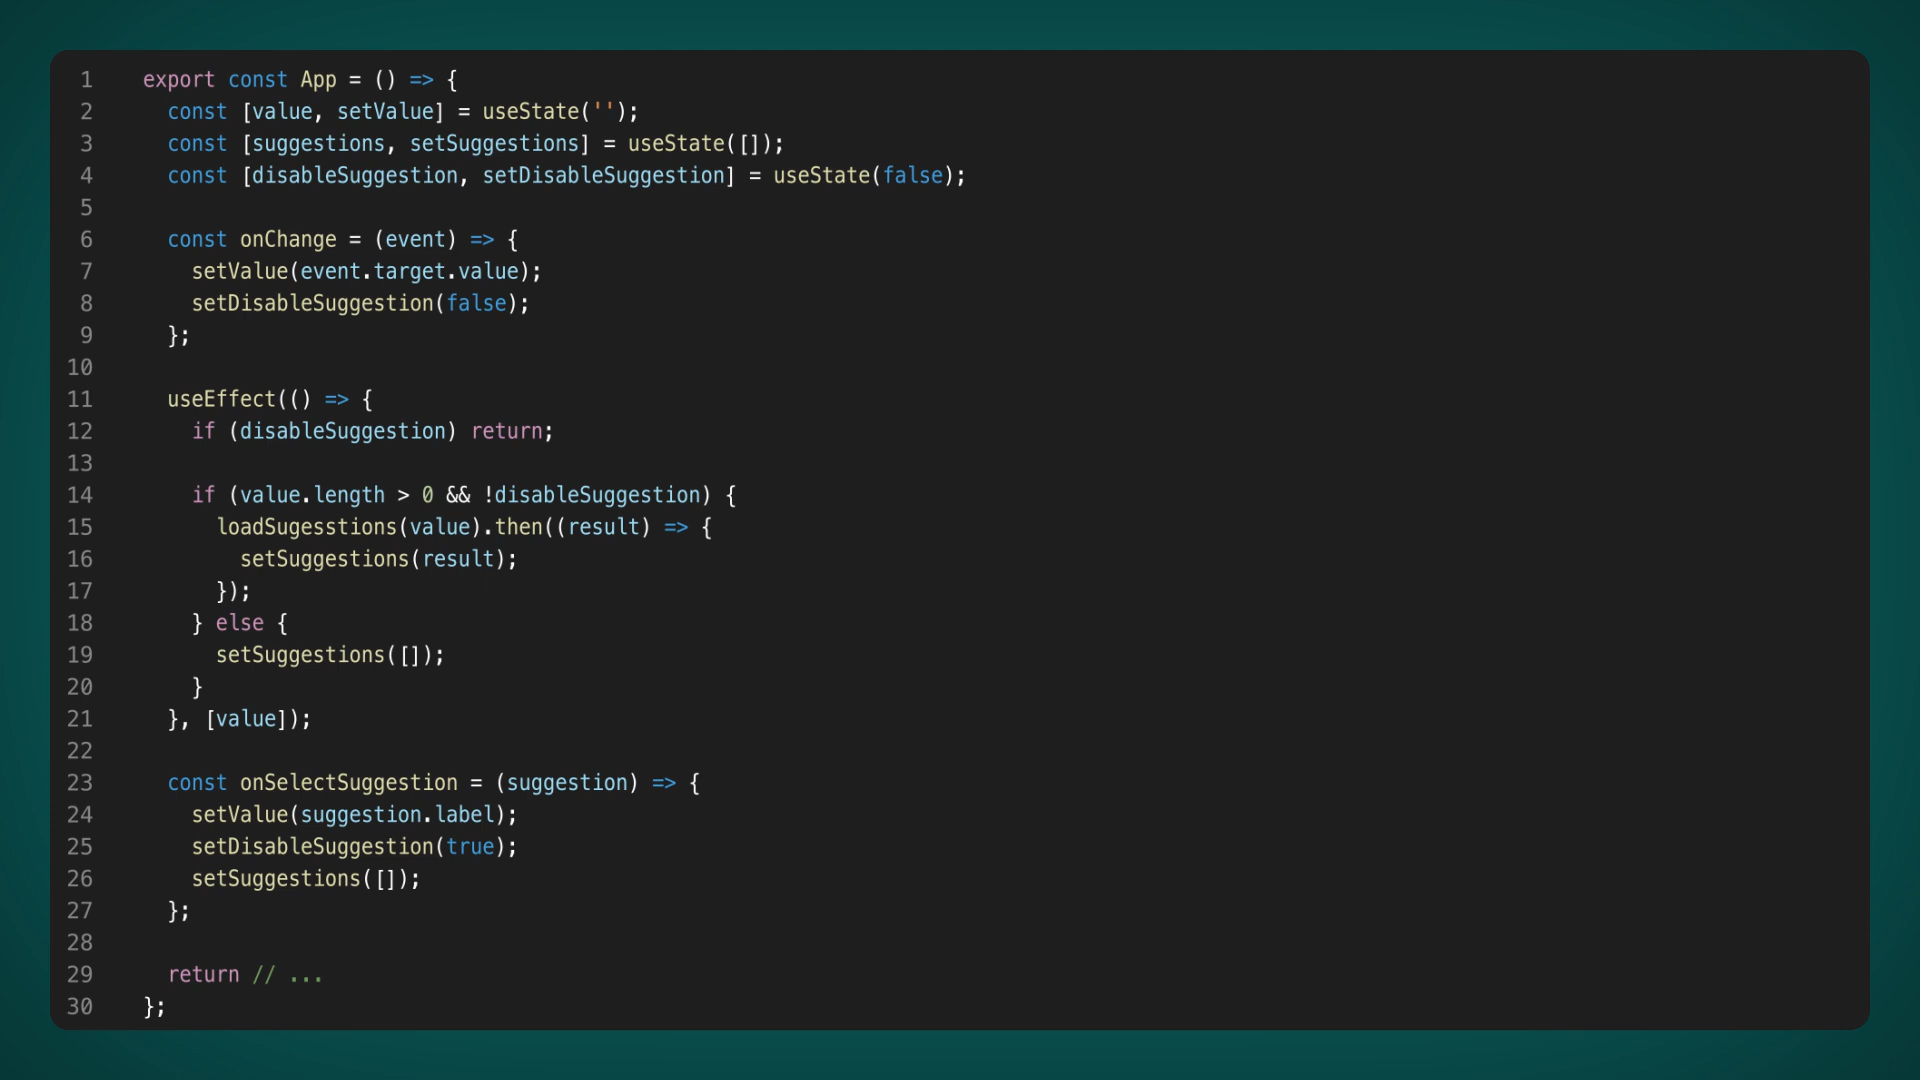 1 export const App = () => {
2 const [value, setValue] = useState('');
3 const [suggestions, setSuggestions] = useState([]);
4 const [disableSuggestion, setDisableSuggestion] = useState(false);
5
6 const onChange = (event) => {
7 setValue(event.target.value);
8 setDisableSuggestion(false);
9 };
10
11 useEffect(() => {
12 if (disableSuggestion) return;
13
14 if (value.length > 0 && !disableSuggestion) {
15 loadSugesstions(value).then((result) => {
16 setSuggestions(result);
17 });
18 } else {
19 setSuggestions([]);
20 }
21 }, [value]);
22
23 const onSelectSuggestion = (suggestion) => {
24 setValue(suggestion.label);
25 setDisableSuggestion(true);
26 setSuggestions([]);
27 };
28
29 return // ...
30 };